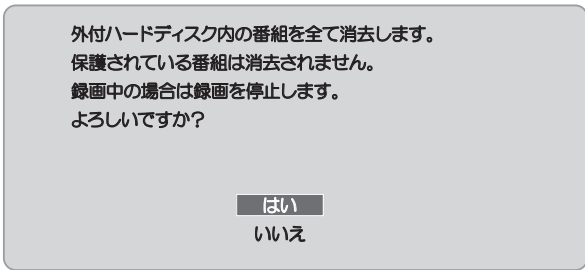 外付ハードディスク内の番組を全て消去します。
保護されている番組は消去されません。
録画中の場合は録画を停止します。
よろしいですか？
はい
いいえ